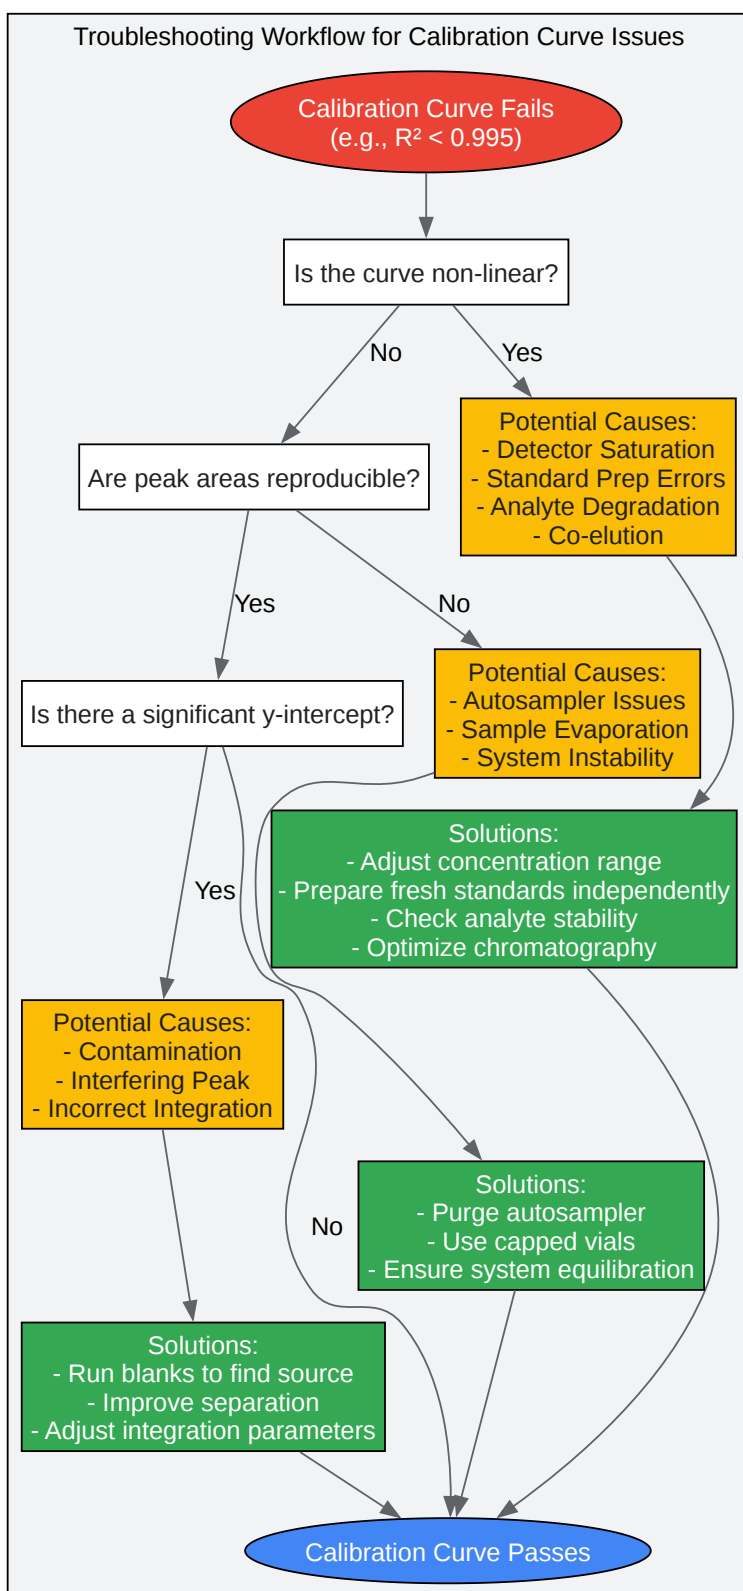 Troubleshooting Workflow for Calibration Curve Issues
Calibration Curve Fails
(e.g., R² < 0.995)
Is the curve non-linear?
No
Yes
Potential Causes:
- Detector Saturation
- Standard Prep Errors
- Analyte Degradation
- Co-elution
Are peak areas reproducible?
Yes
No
Potential Causes:
- Autosampler Issues
- Sample Evaporation
- System Instability
Is there a significant y-intercept?
Solutions:
- Adjust concentration range
- Prepare fresh standards independently
- Check analyte stability
- Optimize chromatography
Yes
Potential Causes:
- Contamination
- Interfering Peak
- Incorrect Integration
No
Solutions:
- Purge autosampler
- Use capped vials
- Ensure system equilibration
Solutions:
- Run blanks to find source
- Improve separation
- Adjust integration parameters
Calibration Curve Passes